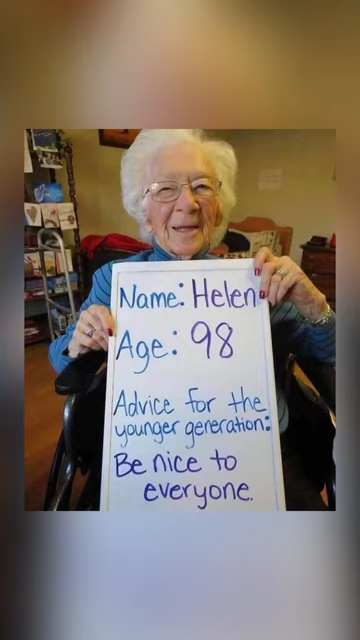 Name: Helen
Age: 98
Advice for the
younger generation:
Be nice to
everyone.